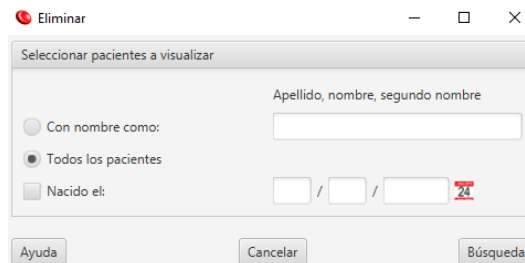 Eliminar
Seleccionar pacientes a visualizar
Apellido, nombre, segundo nombre
Con nombre como:
Todos los pacientes
Nacido el: / / 24
Ayuda Cancelar Búsqueda